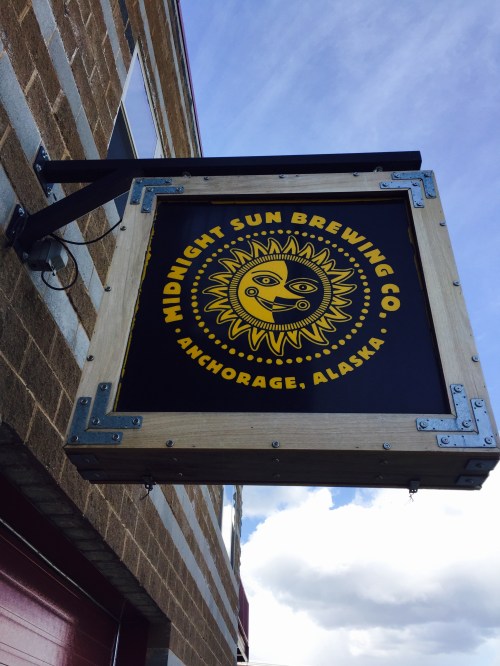 MIDNIGHT SUN BREWING CO.
• ANCHORAGE, ALASKA •